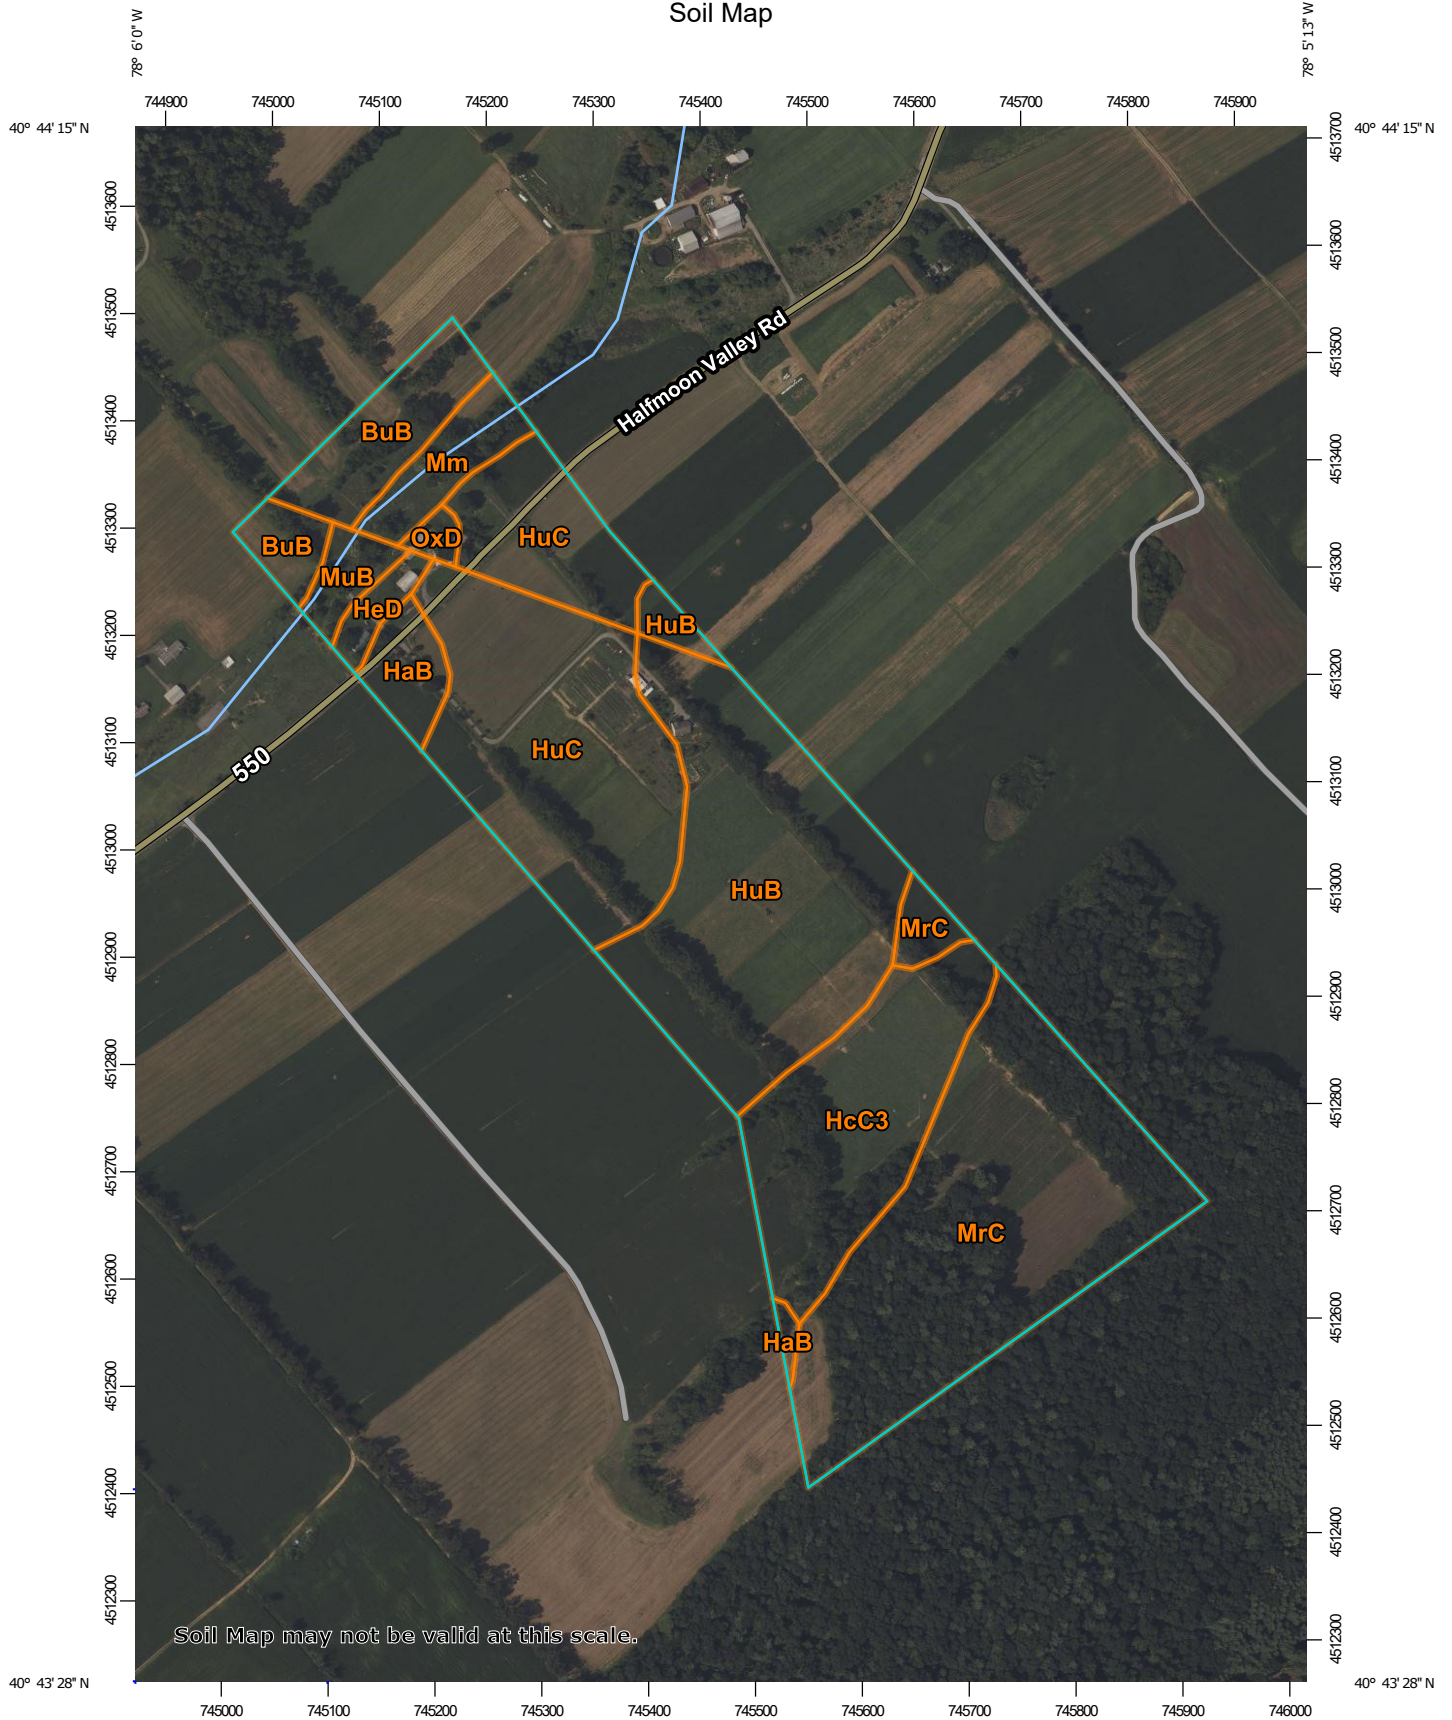 Soil Map
78° 6' 0" W
78° 5' 13" W
744900 745000 745100 745200 745300 745400 745500 745600 745700 745800 745900
40° 44' 15" N
40° 44' 15" N
4513700
4513600
4513600
4513500
4513500
4513400
4513400
4513300
4513300
4513200
4513200
4513100
4513100
4513000
4513000
4512900
4512900
4512800
4512800
4512700
4512700
4512600
4512600
4512500
4512500
4512400
4512400
4512300
4512300
Halfmoon Valley Rd
BuB
Mm
OxD
HuC
BuB
MuB
HeD
HuB
HaB
HuC
550
HuB
MrC
HcC3
MrC
HaB
Soil Map may not be valid at this scale.
40° 43' 28" N
40° 43' 28" N
745000 745100 745200 745300 745400 745500 745600 745700 745800 745900 746000